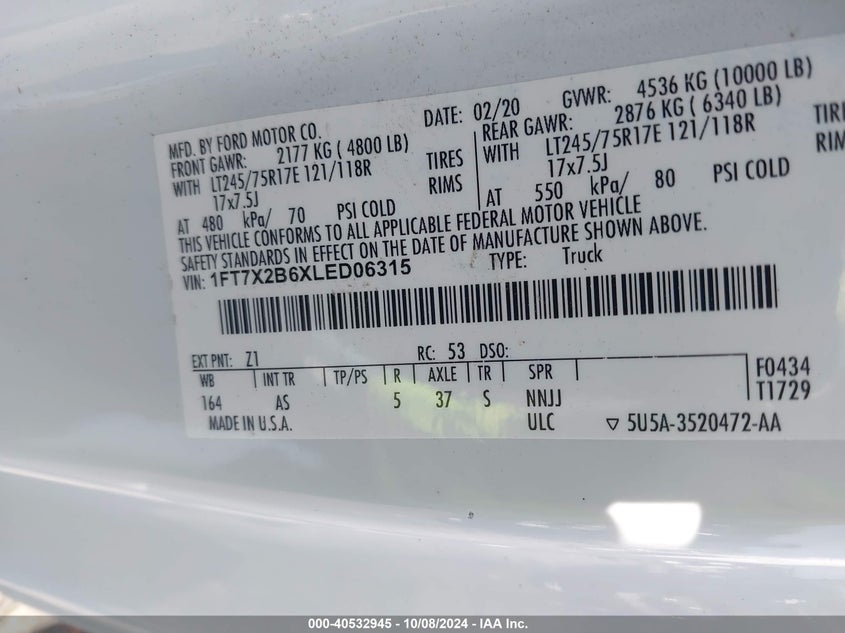 MFD. BY FORD MOTOR CO. DATE: 02/20 GVWR: 4536 KG (10000 LB)
FRONT GAWR: 2177 KG ( 4800 LB) REAR GAWR: 2876 KG ( 6340 LB)
WITH LT245/75R17E 121/118R TIRES WITH LT245/75R17E 121/118R TIRES
17x7.5J RIMS 17x7.5J RIMS
AT 480 kPa/ 70 PSI COLD AT 550 kPa/ 80 PSI COLD
THIS VEHICLE CONFORMS TO ALL APPLICABLE FEDERAL MOTOR VEHICLE
SAFETY STANDARDS IN EFFECT ON THE DATE OF MANUFACTURE SHOWN ABOVE.
VIN: 1FT7X2B6XLED06315 TYPE: Truck
EXT PNT: Z1 RC: 53 DSO:
WB INT TR TP/PS R AXLE TR SPR F0434
164 AS 5 37 S NNJJ T1729
MADE IN U.S.A. ULC 5U5A-3520472-AA
000-40532945 - 10/08/2024 - IAA Inc.